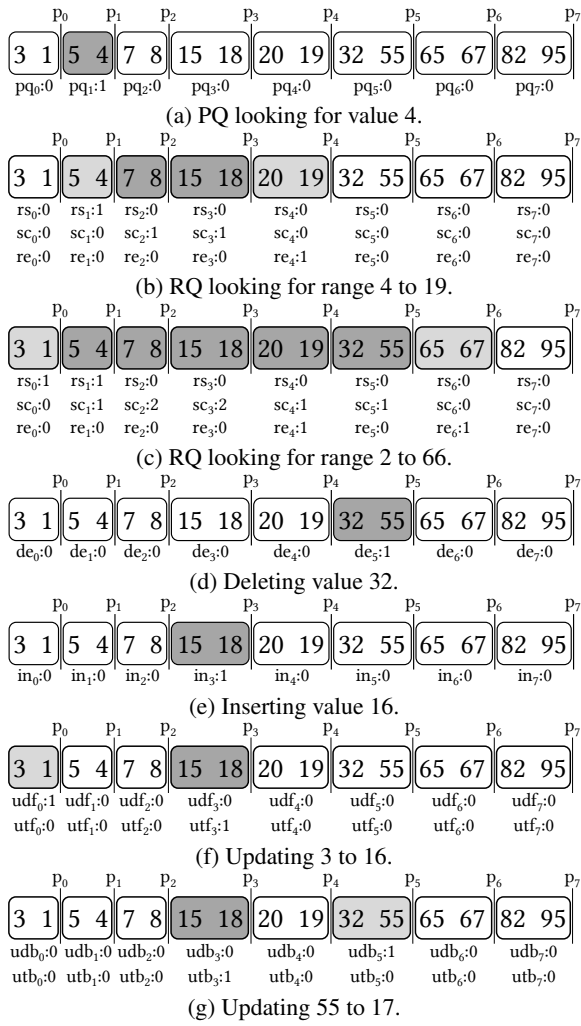 p₀ p₁ p₂ p₃ p₄ p₅ p₆ p₇
3 1 5 4 7 8 15 18 20 19 32 55 65 67 82 95
pq₀:0 pq₁:1 pq₂:0 pq₃:0 pq₄:0 pq₅:0 pq₆:0 pq₇:0
(a) PQ looking for value 4.
p₀ p₁ p₂ p₃ p₄ p₅ p₆ p₇
3 1 5 4 7 8 15 18 20 19 32 55 65 67 82 95
rs₀:0 rs₁:1 rs₂:0 rs₃:0 rs₄:0 rs₅:0 rs₆:0 rs₇:0
sc₀:0 sc₁:0 sc₂:1 sc₃:1 sc₄:0 sc₅:0 sc₆:0 sc₇:0
re₀:0 re₁:0 re₂:0 re₃:0 re₄:1 re₅:0 re₆:0 re₇:0
(b) RQ looking for range 4 to 19.
p₀ p₁ p₂ p₃ p₄ p₅ p₆ p₇
3 1 5 4 7 8 15 18 20 19 32 55 65 67 82 95
rs₀:1 rs₁:1 rs₂:0 rs₃:0 rs₄:0 rs₅:0 rs₆:0 rs₇:0
sc₀:0 sc₁:1 sc₂:2 sc₃:2 sc₄:1 sc₅:1 sc₆:0 sc₇:0
re₀:0 re₁:0 re₂:0 re₃:0 re₄:1 re₅:0 re₆:1 re₇:0
(c) RQ looking for range 2 to 66.
p₀ p₁ p₂ p₃ p₄ p₅ p₆ p₇
3 1 5 4 7 8 15 18 20 19 32 55 65 67 82 95
de₀:0 de₁:0 de₂:0 de₃:0 de₄:0 de₅:1 de₆:0 de₇:0
(d) Deleting value 32.
p₀ p₁ p₂ p₃ p₄ p₅ p₆ p₇
3 1 5 4 7 8 15 18 20 19 32 55 65 67 82 95
in₀:0 in₁:0 in₂:0 in₃:1 in₄:0 in₅:0 in₆:0 in₇:0
(e) Inserting value 16.
p₀ p₁ p₂ p₃ p₄ p₅ p₆ p₇
3 1 5 4 7 8 15 18 20 19 32 55 65 67 82 95
udf₀:1 udf₁:0 udf₂:0 udf₃:0 udf₄:0 udf₅:0 udf₆:0 udf₇:0
utf₀:0 utf₁:0 utf₂:0 utf₃:1 utf₄:0 utf₅:0 utf₆:0 utf₇:0
(f) Updating 3 to 16.
p₀ p₁ p₂ p₃ p₄ p₅ p₆ p₇
3 1 5 4 7 8 15 18 20 19 32 55 65 67 82 95
udb₀:0 udb₁:0 udb₂:0 udb₃:0 udb₄:0 udb₅:1 udb₆:0 udb₇:0
utb₀:0 utb₁:0 utb₂:0 utb₃:1 utb₄:0 utb₅:0 utb₆:0 utb₇:0
(g) Updating 55 to 17.